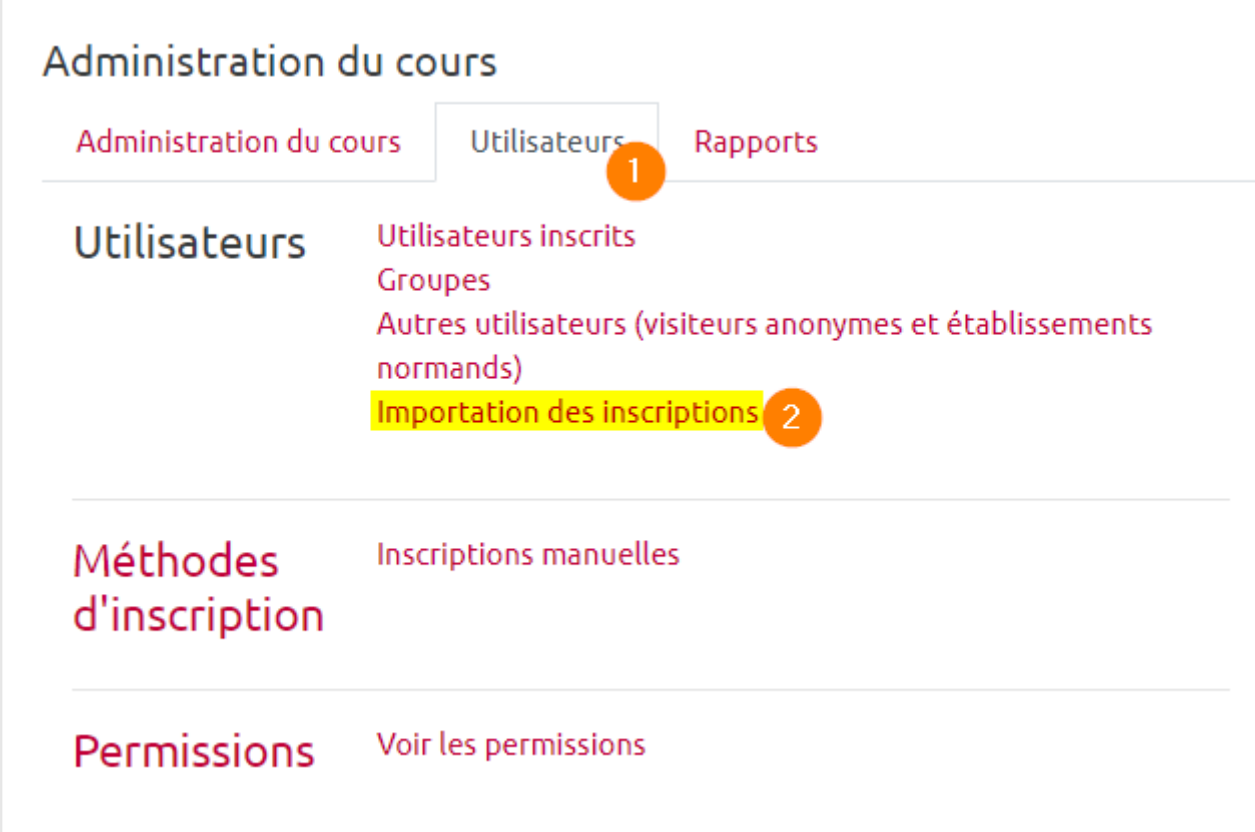 Administration du cours
Administration du cours Utilisateurs Rapports
1
Utilisateurs
Utilisateurs inscrits
Groupes
Autres utilisateurs (visiteurs anonymes et établissements
normands)
Importation des inscriptions 2
Méthodes
d'inscription
Inscriptions manuelles
Permissions
Voir les permissions